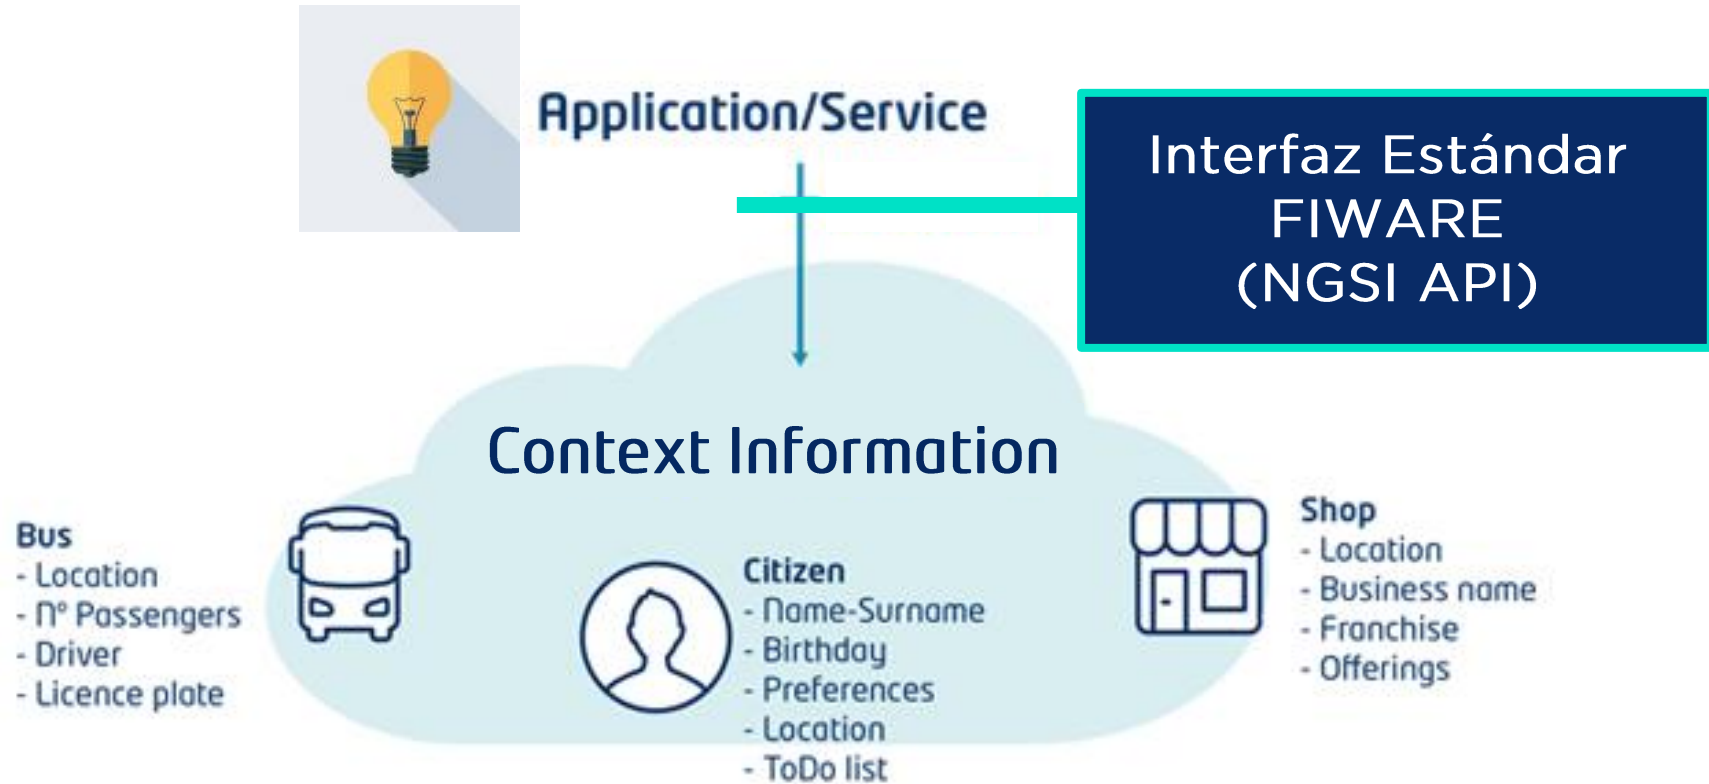 Application/Service
Interfaz Estándar
FIWARE
(NGSI API)
Context Information
Bus
- Location
- Nº Passengers
- Driver
- Licence plate
Citizen
- Name-Surname
- Birthday
- Preferences
- Location
- ToDo list
Shop
- Location
- Business name
- Franchise
- Offerings